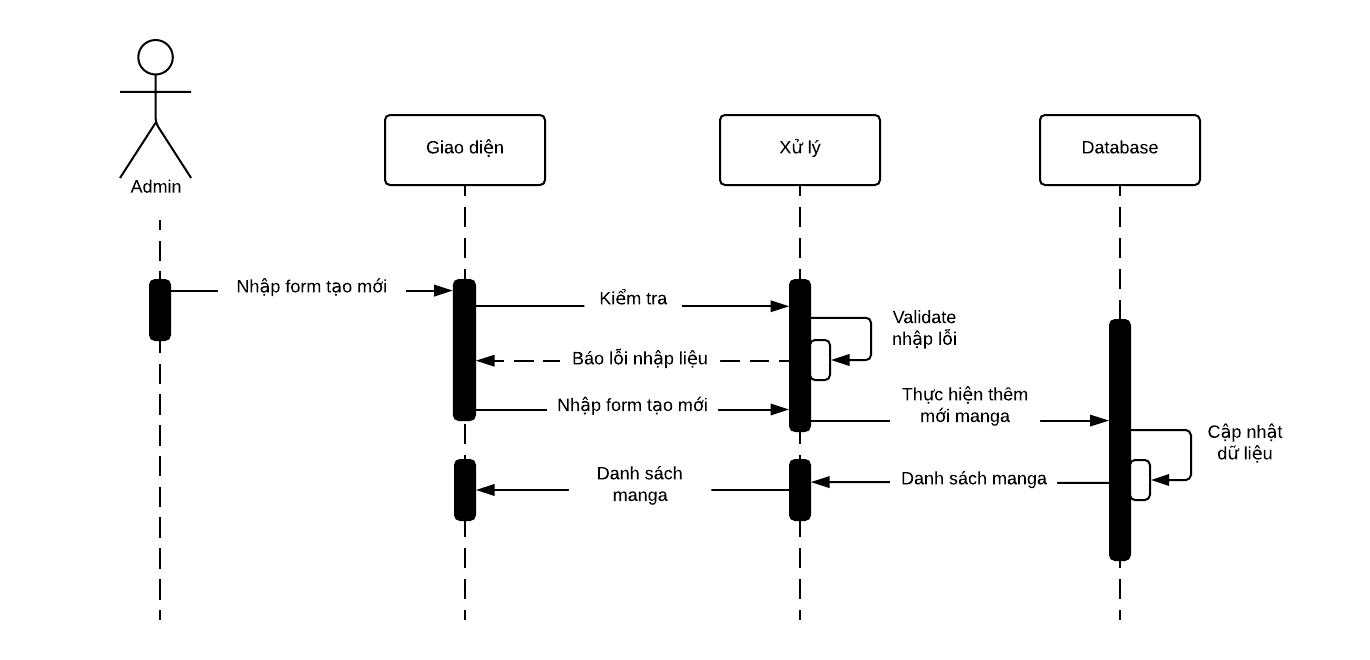 Admin
Giao diện
Xử lý
Database
Nhập form tạo mới
Kiểm tra
Validate
nhập lỗi
Báo lỗi nhập liệu
Nhập form tạo mới
Thực hiện thêm
mới manga
Cập nhật
dữ liệu
Danh sách manga
Danh sách
manga